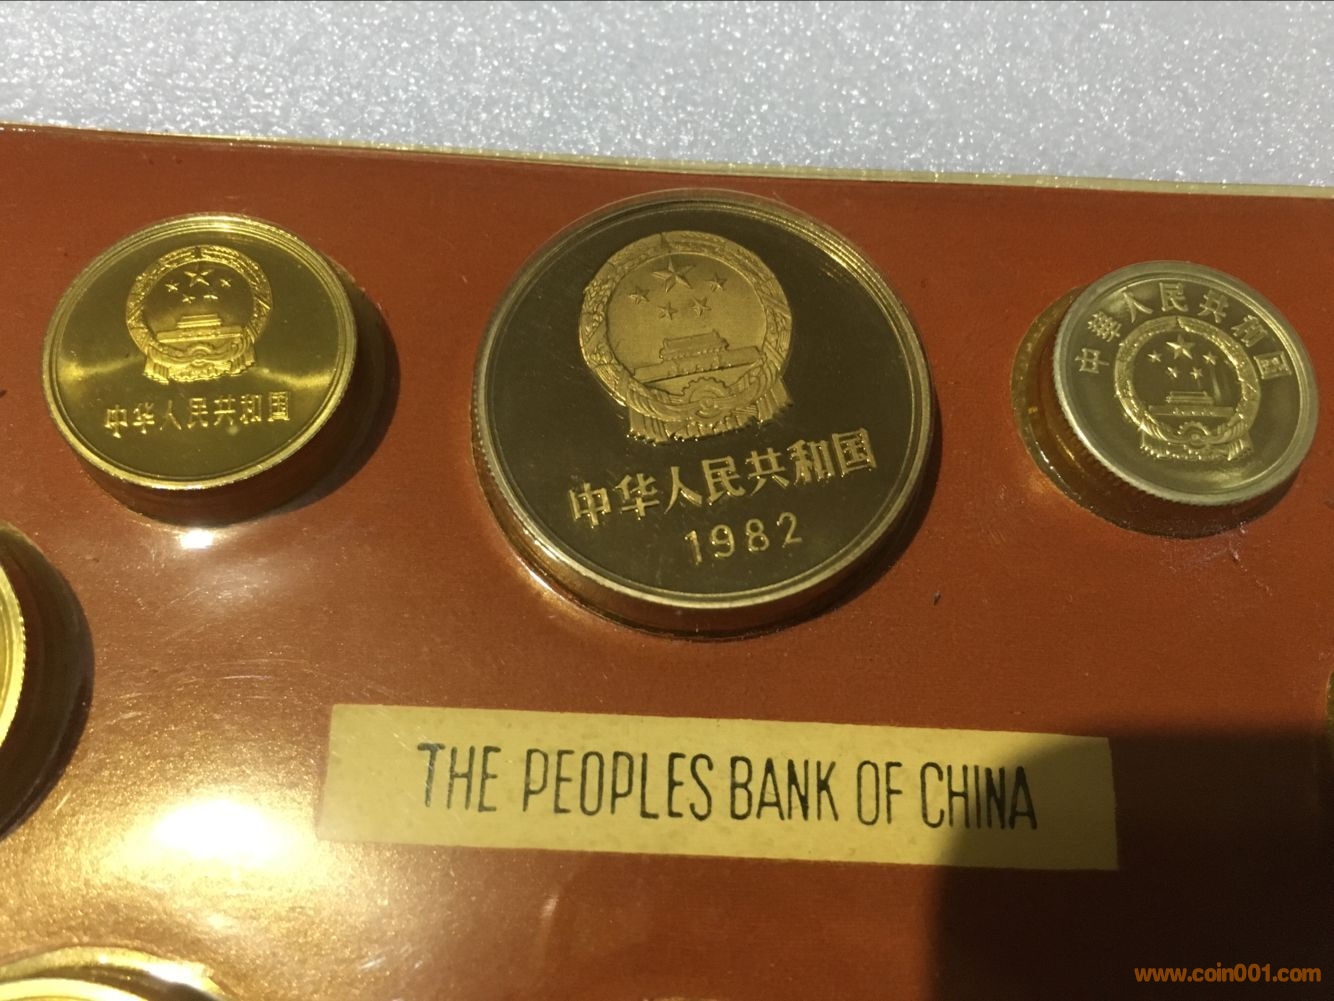 中华人民共和国
中华人民共和国
1982
中華人民共和国
THE PEOPLES BANK OF CHINA
www.coin001.com